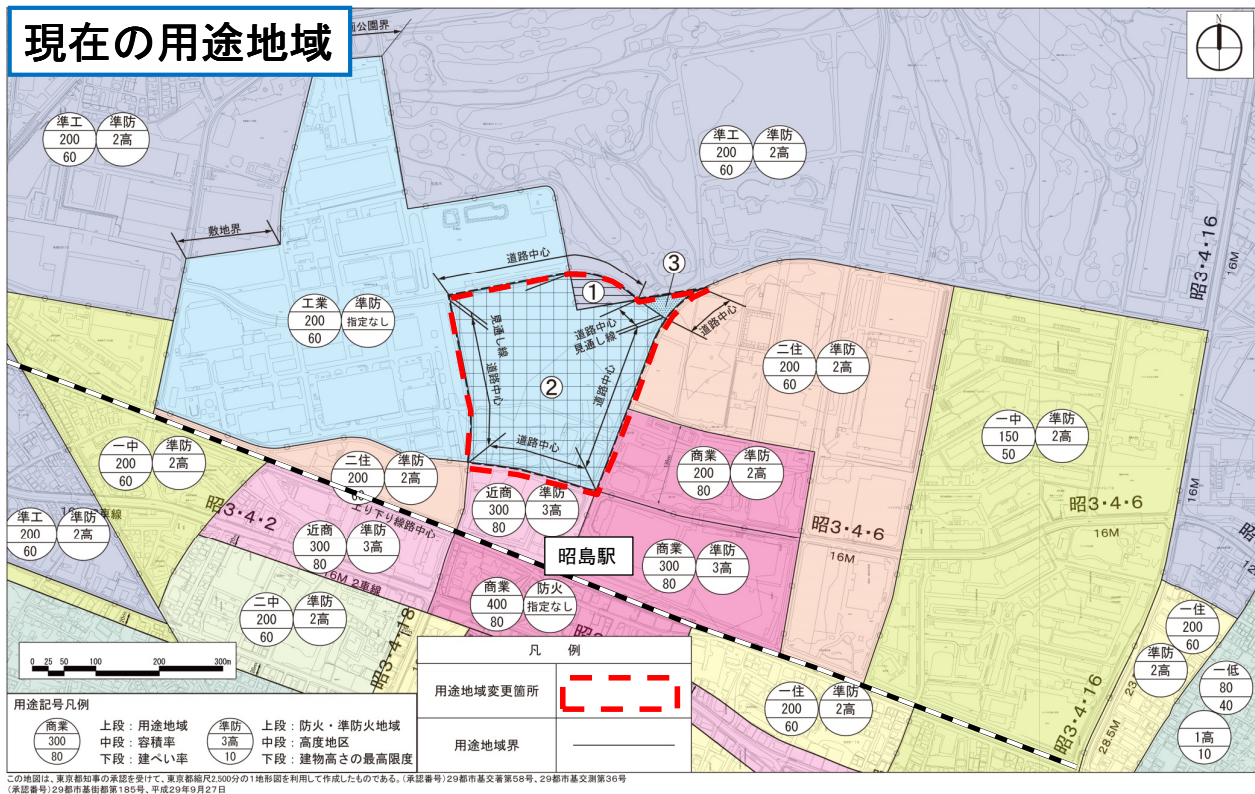 現在の用途地域
公園界
N
準工
200
60
準防
2高
準工
200
60
準防
2高
昭3・4・16
16M
敷地界
道路中心
③
①
工業
200
60
準防
指定なし
見通し線
道路中心
道路中心
見通し線
道路中心
道路中心
②
道路中心
二住
200
60
準防
2高
一中
150
50
準防
2高
一中
200
60
準防
2高
二住
200
60
準防
2高
商業
200
80
準防
2高
近商
300
80
準防
3高
昭3・4・2
昭3・4・6
16M
昭3・4・6
16M
16M
準工
200
60
準防
2高
車線
近商
300
80
準防
3高
上り下り線路中心
昭島駅
商業
300
80
準防
3高
16M 2車線
商業
400
80
防火
指定なし
二中
200
60
準防
2高
昭3・4・18
一住
200
60
準防
2高
一低
80
40
1高
10
一住
200
60
準防
2高
昭3・4・16
28.5M
0 25 50 100 200 300m
凡 例
用途地域変更箇所
用途地域界
用途記号凡例
商業
300
80
上段：用途地域
中段：容積率
下段：建ぺい率
準防
3高
10
上段：防火・準防火地域
中段：高度地区
下段：建物高さの最高限度
この地図は、東京都知事の承認を受けて、東京都縮尺2,500分の1地形図を利用して作成したものである。（承認番号）29都市基交著第58号、29都市基交測第36号
（承認番号）29都市基街都第185号、平成29年9月27日